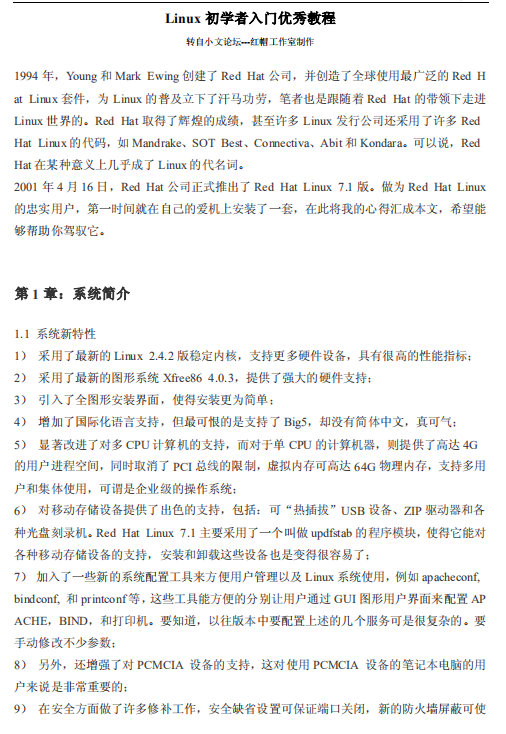 Linux 初学者入门优秀教程
转自小文论坛---红帽工作室制作
1994 年，Young 和 Mark Ewing 创建了 Red Hat 公司，并创造了全球使用最广泛的 Red H
at Linux 套件，为 Linux 的普及立下了汗马功劳，笔者也是跟随着 Red Hat 的带领下走进
Linux 世界的。Red Hat 取得了辉煌的成绩，甚至许多 Linux 发行公司还采用了许多 Red
Hat Linux 的代码，如 Mandrake、SOT Best、Connectiva、Abit 和 Kondara。可以说，Red
Hat 在某种意义上几乎成了 Linux 的代名词。
2001 年 4 月 16 日，Red Hat 公司正式推出了 Red Hat Linux 7.1 版。做为 Red Hat Linux
的忠实用户，第一时间就在自己的爱机上安装了一套，在此将我的心得汇成本文，希望能
够帮助你驾驭它。
第 1 章：系统简介
1.1 系统新特性
1） 采用了最新的 Linux 2.4.2 版稳定内核，支持更多硬件设备，具有很高的性能指标；
2） 采用了最新的图形系统 Xfree86 4.0.3，提供了强大的硬件支持；
3） 引入了全图形安装界面，使得安装更为简单；
4） 增加了国际化语言支持，但最可恨的是支持了 Big5，却没有简体中文，真可气；
5） 显著改进了对多 CPU 计算机的支持，而对于单 CPU 的计算机器，则提供了高达 4G
的用户进程空间，同时取消了 PCI 总线的限制，虚拟内存可高达 64G 物理内存，支持多用
户和集体使用，可谓是企业级的操作系统；
6） 对移动存储设备提供了出色的支持，包括：可“热插拔”USB 设备、ZIP 驱动器和各
种光盘刻录机。Red Hat Linux 7.1 主要采用了一个叫做 updfstab 的程序模块，使得它能对
各种移动存储设备的支持，安装和卸载这些设备也是变得很容易了；
7） 加入了一些新的系统配置工具来方便用户管理以及 Linux 系统使用，例如 apacheconf,
bindconf, 和 printconf 等，这些工具能方便的分别让用户通过 GUI 图形用户界面来配置 AP
ACHE，BIND，和打印机。要知道，以往版本中要配置上述的几个服务可是很复杂的。要
手动修改不少参数；
8） 另外，还增强了对 PCMCIA 设备的支持，这对使用 PCMCIA 设备的笔记本电脑的用
户来说是非常重要的；
9） 在安全方面做了许多修补工作，安全缺省设置可保证端口关闭，新的防火墙屏蔽可使